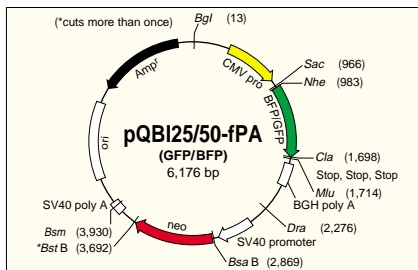 (*cuts more than once)
BglI (13)
CMV pro
Sac (966)
Nhe (983)
BFP/GFP
Cla (1,698)
Stop, Stop, Stop
Mlu (1,714)
BGH poly A
Dra (2,276)
SV40 promoter
Bsa B (2,869)
neo
*Bst B (3,692)
Bsm (3,930)
SV40 poly A
ori
Ampr
pQBI25/50-fPA
(GFP/BFP)
6,176 bp